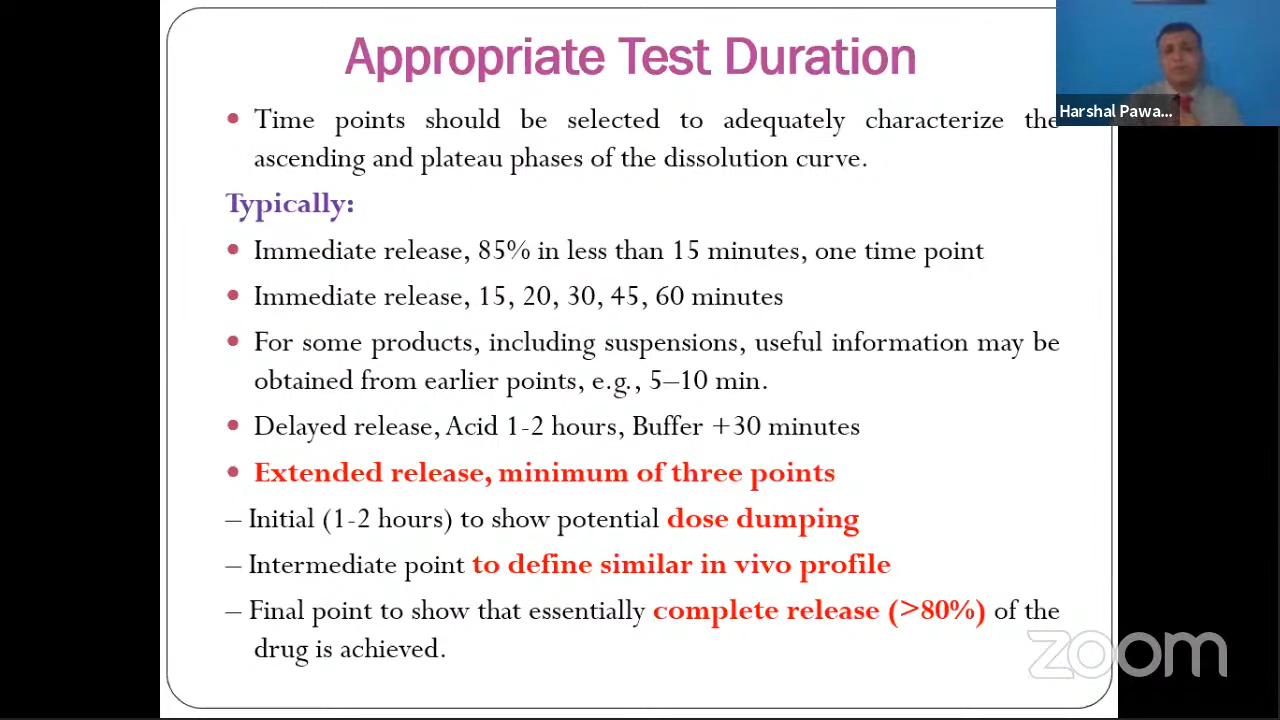 Appropriate Test Duration
Harshal Pawa...
• Time points should be selected to adequately characterize the
ascending and plateau phases of the dissolution curve.
Typically:
• Immediate release, 85% in less than 15 minutes, one time point
• Immediate release, 15, 20, 30, 45, 60 minutes
• For some products, including suspensions, useful information may be
obtained from earlier points, e.g., 5–10 min.
• Delayed release, Acid 1-2 hours, Buffer +30 minutes
• Extended release, minimum of three points
– Initial (1-2 hours) to show potential dose dumping
– Intermediate point to define similar in vivo profile
– Final point to show that essentially complete release (>80%) of the
drug is achieved.
zoom